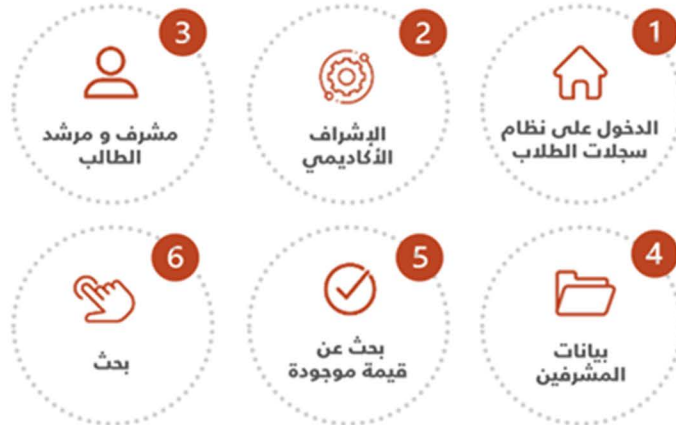 1
الدخول على نظام
سجلات الطلاب
2
الإشراف
الأكاديمي
3
مشرف و مرشد
الطالب
4
بيانات
المشرفين
5
بحث عن
قيمة موجودة
6
بحث